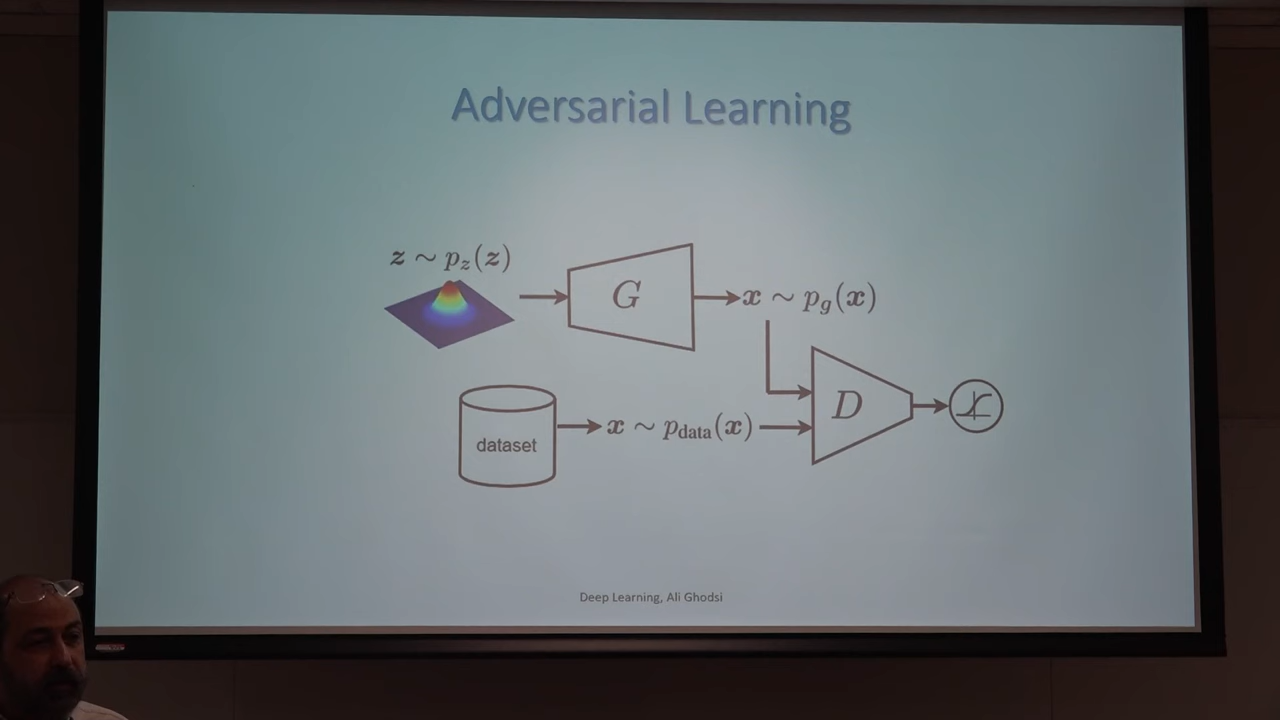 Adversarial Learning
z ∼ p_z(z)
G
x ∼ p_g(x)
D
dataset
x ∼ p_data(x)
Deep Learning, Ali Ghodsi